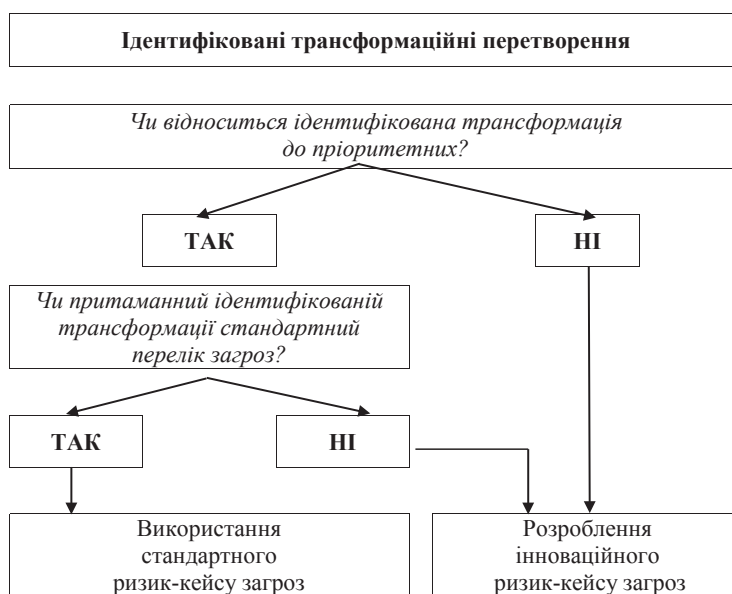 Ідентифіковані трансформаційні перетворення
Чи відноситься ідентифікована трансформація
до пріоритетних?
ТАК
НІ
Чи притаманний ідентифікованій
трансформації стандартний
перелік загроз?
ТАК
НІ
Використання
стандартного
ризик-кейсу загроз
Розроблення
інноваційного
ризик-кейсу загроз